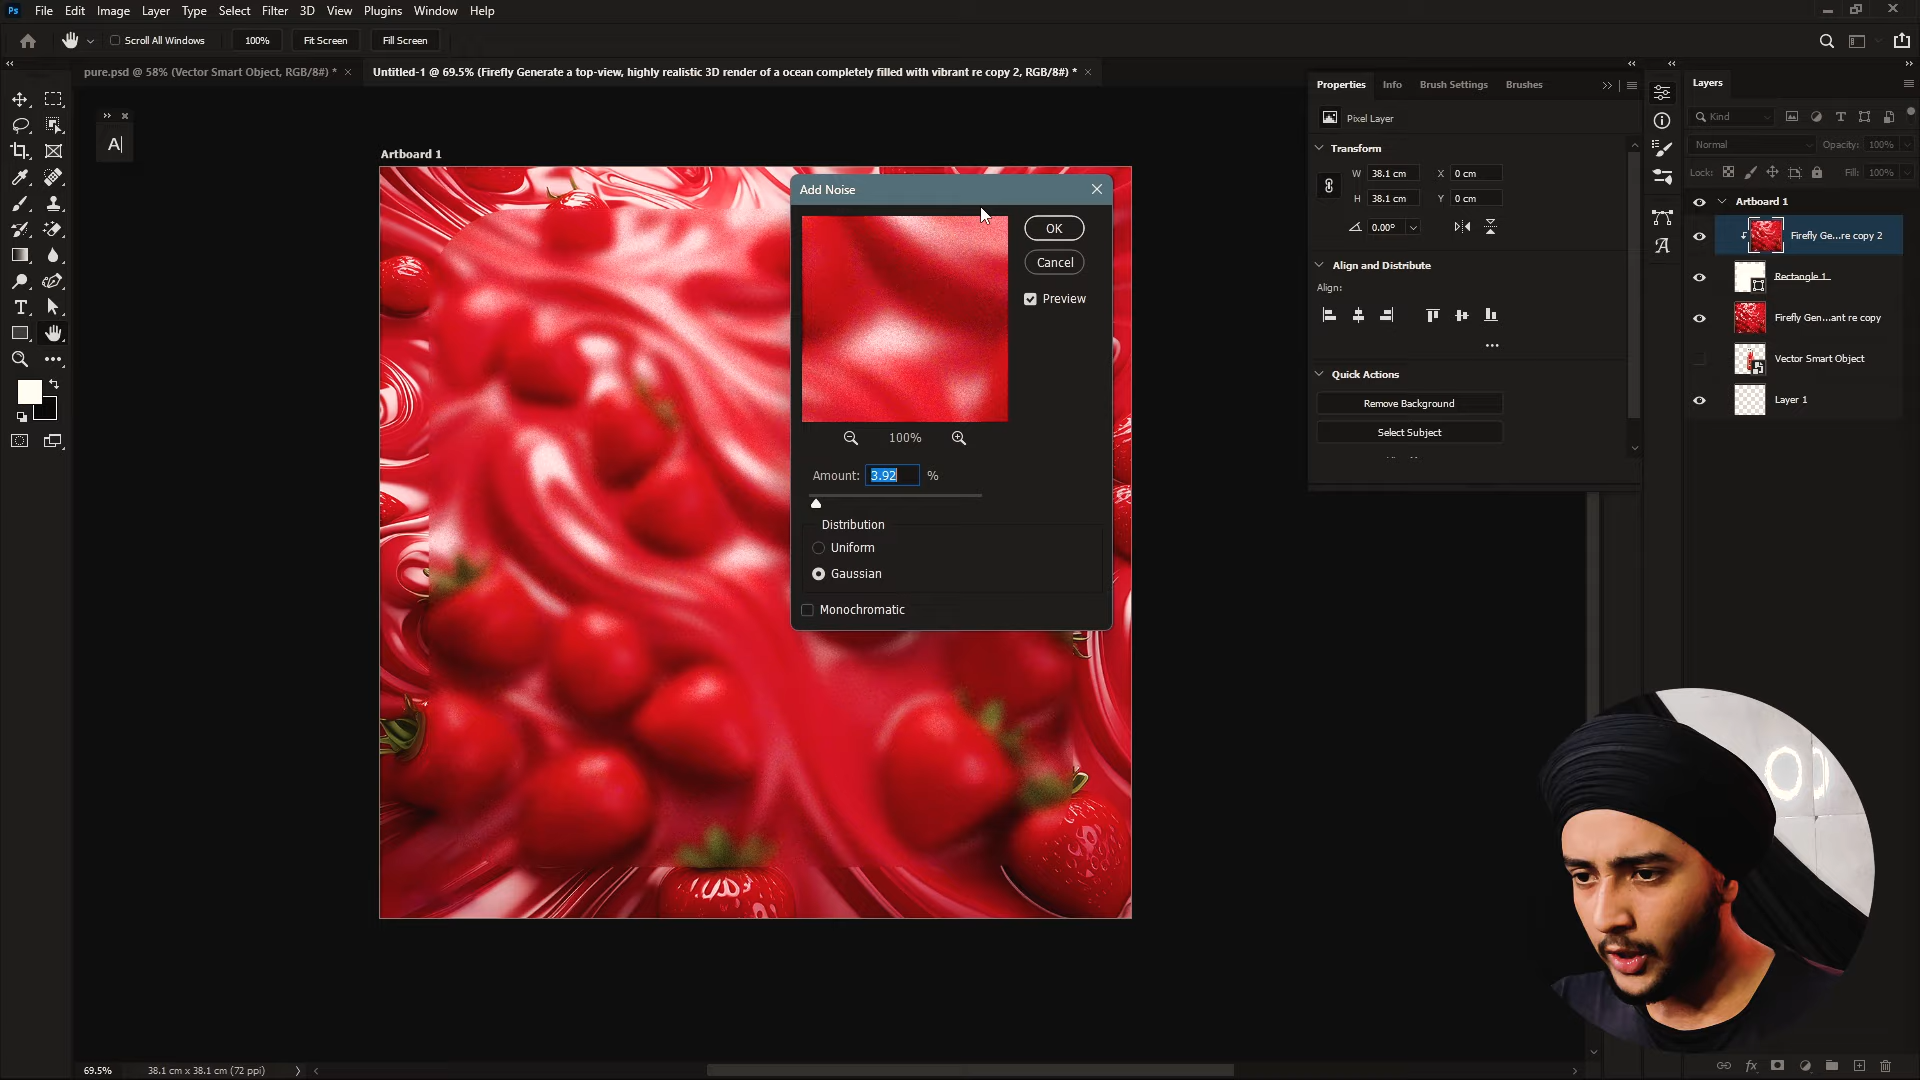 Ps File Edit Image Layer Type Select Filter 3D View Plugins Window Help
Scroll All Windows 100% Fit Screen Fill Screen
pure.psd @ 58% (Vector Smart Object, RGB/8#) * × Untitled-1 @ 69.5% (Firefly Generate a top-view, highly realistic 3D render of a ocean completely filled with vibrant re copy 2, RGB/8#) * ×
A|
Artboard 1
Add Noise
OK
Cancel
Preview
100%
Amount: 3.92 %
Distribution
Uniform
Gaussian
Monochromatic
Properties Info Brush Settings Brushes
Pixel Layer
Transform
W 38.1 cm X 0 cm
H 38.1 cm Y 0 cm
0.00°
Align and Distribute
Align:
Quick Actions
Remove Background
Select Subject
Layers
Kind
Normal Opacity: 100%
Lock: Fill: 100%
Artboard 1
Firefly Ge...re copy 2
Rectangle 1
Firefly Gen...ant re copy
Vector Smart Object
Layer 1
69.5% 38.1 cm x 38.1 cm (72 ppi)